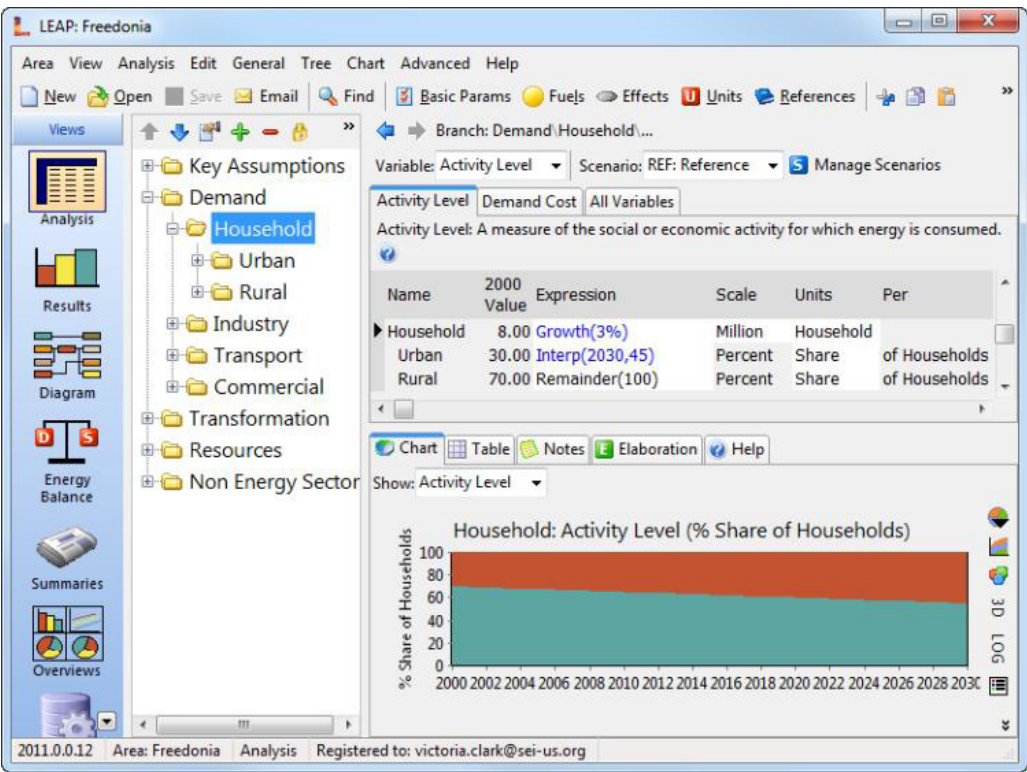 LEAP: Freedonia
Area View Analysis Edit General Tree Chart Advanced Help
New Open Save Email Find Basic Params Fuels Effects Units References »
Views
Analysis
Results
Diagram
Energy
Balance
Summaries
Overviews
»
Key Assumptions
Demand
Household
Urban
Rural
Industry
Transport
Commercial
Transformation
Resources
Non Energy Sector
Branch: Demand\Household\...
Variable: Activity Level Scenario: REF: Reference S Manage Scenarios
Activity Level Demand Cost All Variables
Activity Level: A measure of the social or economic activity for which energy is consumed.
Name 2000 Value Expression Scale Units Per
Household 8.00 Growth(3%) Million Household
Urban 30.00 Interp(2030,45) Percent Share of Households
Rural 70.00 Remainder(100) Percent Share of Households
Chart Table Notes E Elaboration Help
Show: Activity Level
Household: Activity Level (% Share of Households)
% Share of Households
100
80
60
40
20
0
2000 2002 2004 2006 2008 2010 2012 2014 2016 2018 2020 2022 2024 2026 2028 203
3D
LOG
2011.0.0.12 Area: Freedonia Analysis Registered to: victoria.clark@sei-us.org